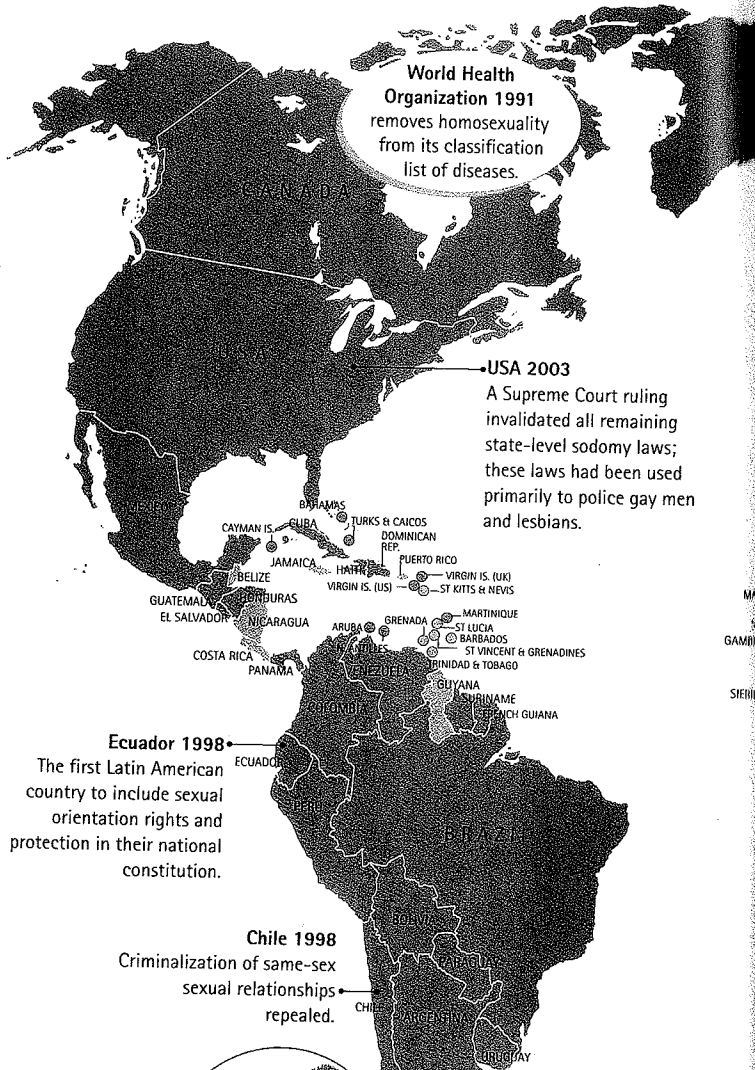 World Health
Organization 1991
removes homosexuality
from its classification
list of diseases.
CANADA
USA
USA 2003
A Supreme Court ruling
invalidated all remaining
state-level sodomy laws;
these laws had been used
primarily to police gay men
and lesbians.
MEXICO
BAHAMAS
CAYMAN IS.
CUBA
TURKS & CAICOS
DOMINICAN
REP.
JAMAICA
HAITI
PUERTO RICO
BELIZE
VIRGIN IS. (UK)
VIRGIN IS. (US)
ST KITTS & NEVIS
GUATEMALA
HONDURAS
EL SALVADOR
NICARAGUA
MARTINIQUE
ARUBA
GRENADA
ST LUCIA
BARBADOS
N. ANTILLES
ST VINCENT & GRENADINES
COSTA RICA
PANAMA
VENEZUELA
TRINIDAD & TOBAGO
GUYANA
SURINAME
COLOMBIA
FRENCH GUIANA
Ecuador 1998
The first Latin American
country to include sexual
orientation rights and
protection in their national
constitution.
ECUADOR
PERU
BRAZIL
BOLIVIA
Chile 1998
Criminalization of same-sex
sexual relationships
repealed.
PARAGUAY
CHILE
ARGENTINA
URUGUAY
MA
GAMBI
SIERR